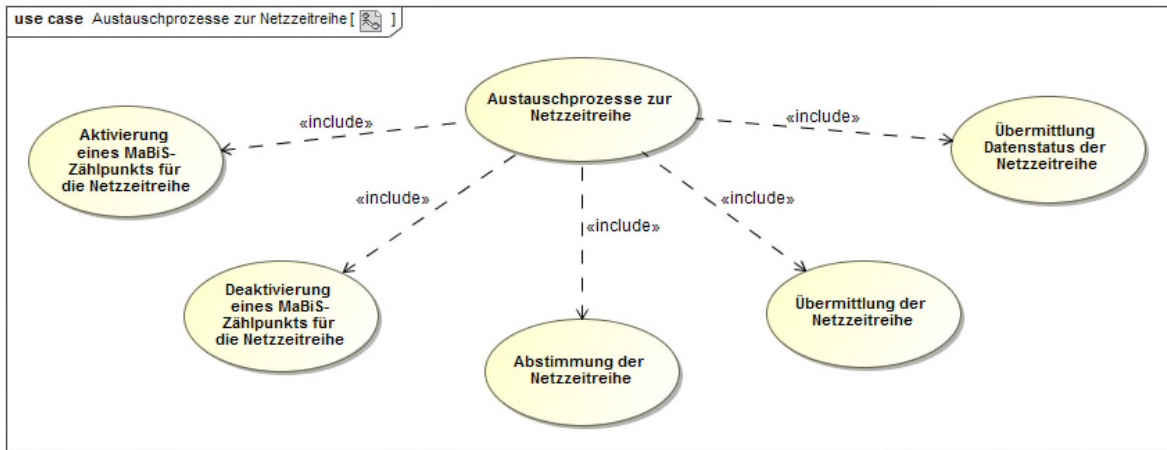 use case Austauschprozesse zur Netzzeitreihe [ ]
Austauschprozesse zur
Netzzeitreihe
«include»
«include»
«include»
«include»
«include»
Aktivierung
eines MaBiS-
Zählpunkts für
die Netzzeitreihe
Übermittlung
Datenstatus der
Netzzeitreihe
Deaktivierung
eines MaBiS-
Zählpunkts für
die Netzzeitreihe
Übermittlung der
Netzzeitreihe
Abstimmung der
Netzzeitreihe